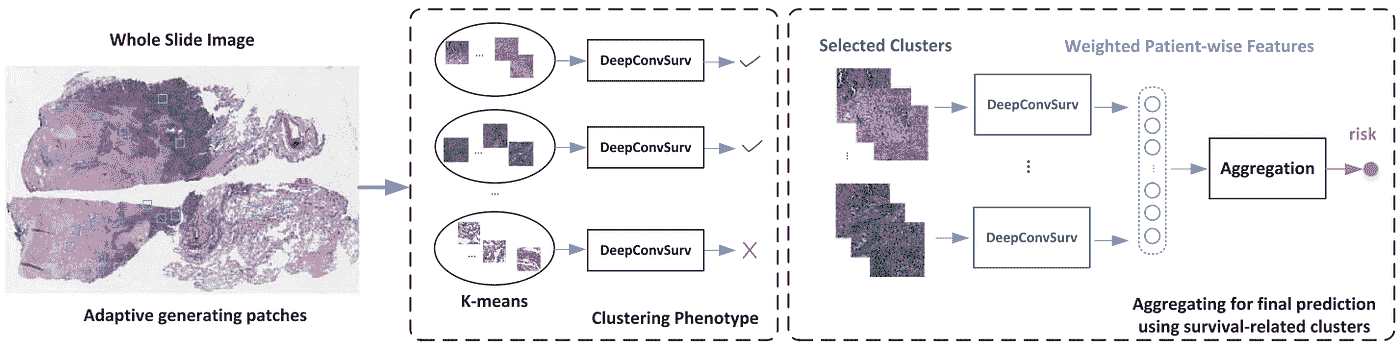 Whole Slide Image
Adaptive generating patches
DeepConvSurv
DeepConvSurv
...
DeepConvSurv
K-means
Clustering Phenotype
Selected Clusters
Weighted Patient-wise Features
DeepConvSurv
DeepConvSurv
Aggregation
risk
Aggregating for final prediction
using survival-related clusters